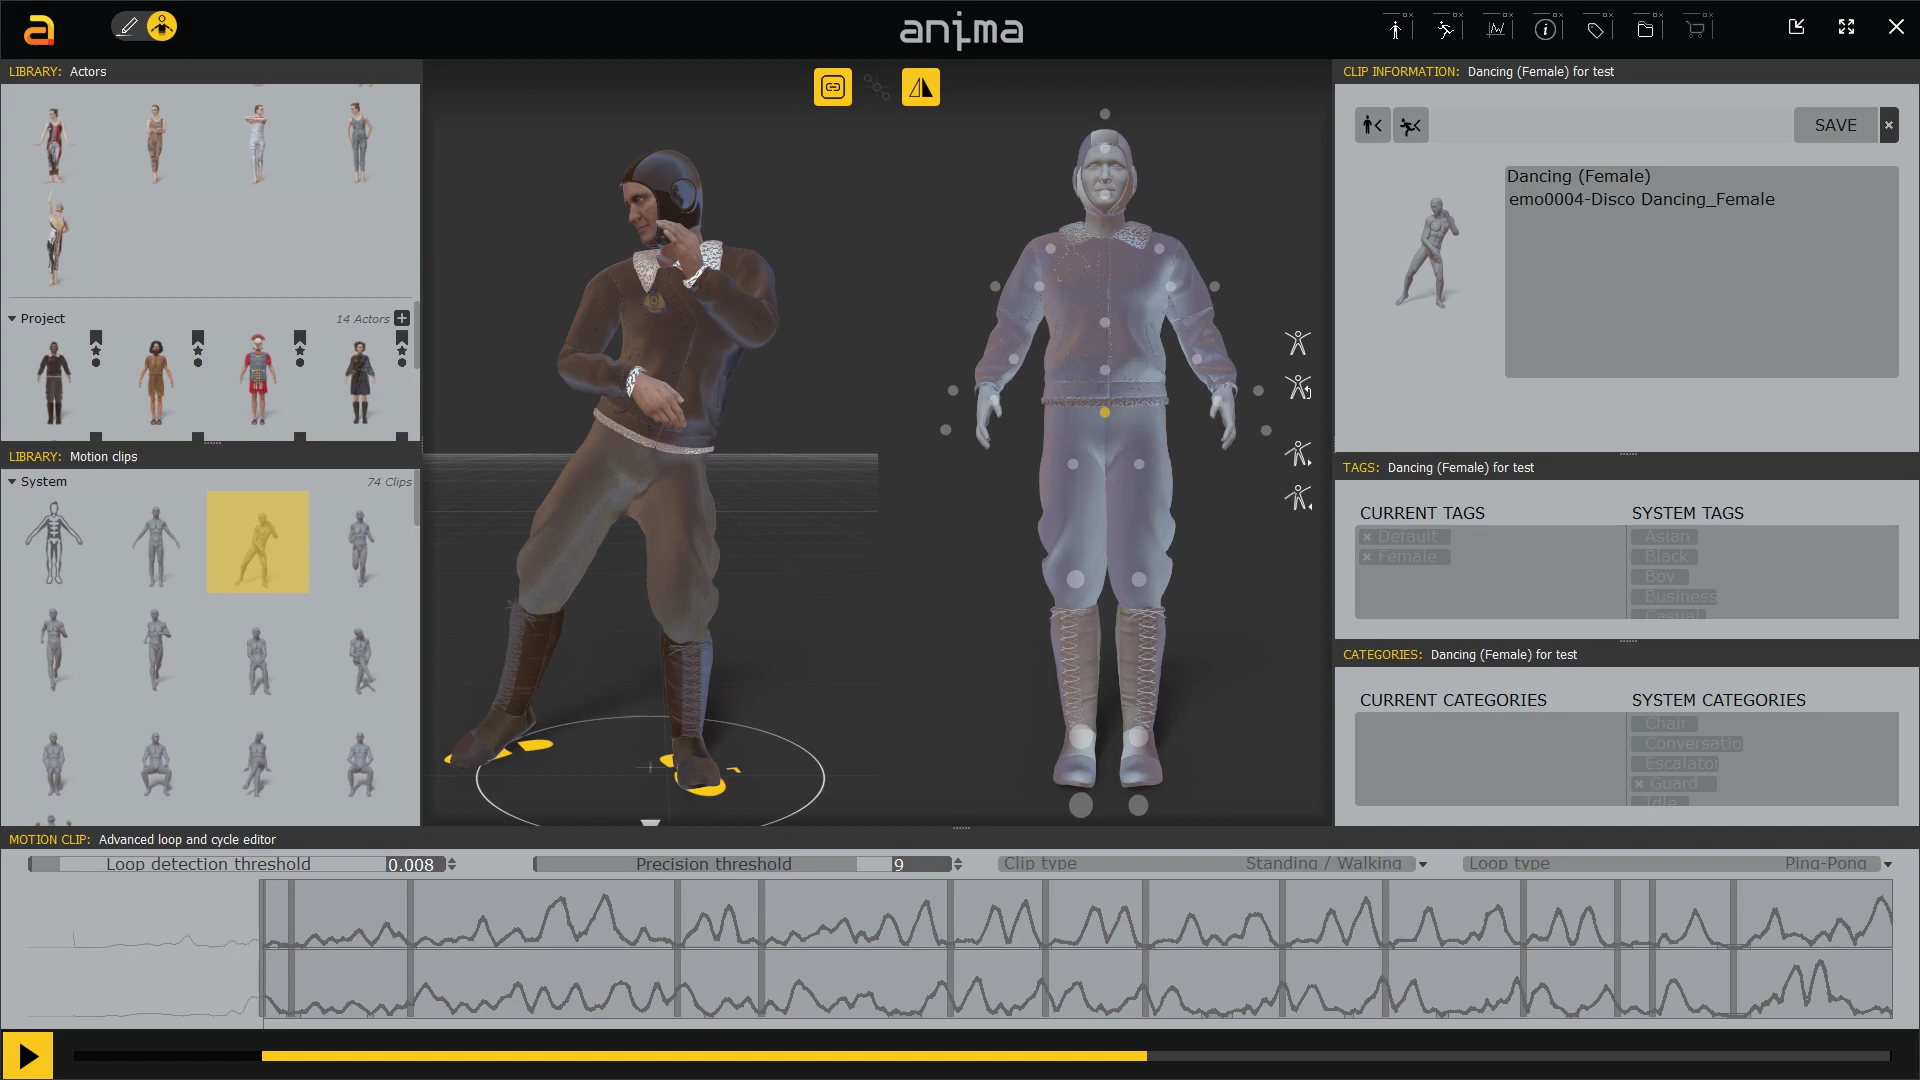 anima
LIBRARY: Actors
Project
14 Actors
LIBRARY: Motion clips
System
74 Clips
CLIP INFORMATION: Dancing (Female) for test
SAVE
Dancing (Female)
emo0004-Disco Dancing_Female
TAGS: Dancing (Female) for test
CURRENT TAGS
SYSTEM TAGS
Default
Female
Asian
Black
Boy
Business
Casual
CATEGORIES: Dancing (Female) for test
CURRENT CATEGORIES
SYSTEM CATEGORIES
Chair
Conversatio
Escalator
Guard
Idle
MOTION CLIP: Advanced loop and cycle editor
Loop detection threshold 0.008
Precision threshold 9
Clip type Standing / Walking
Loop type Ping-Pong